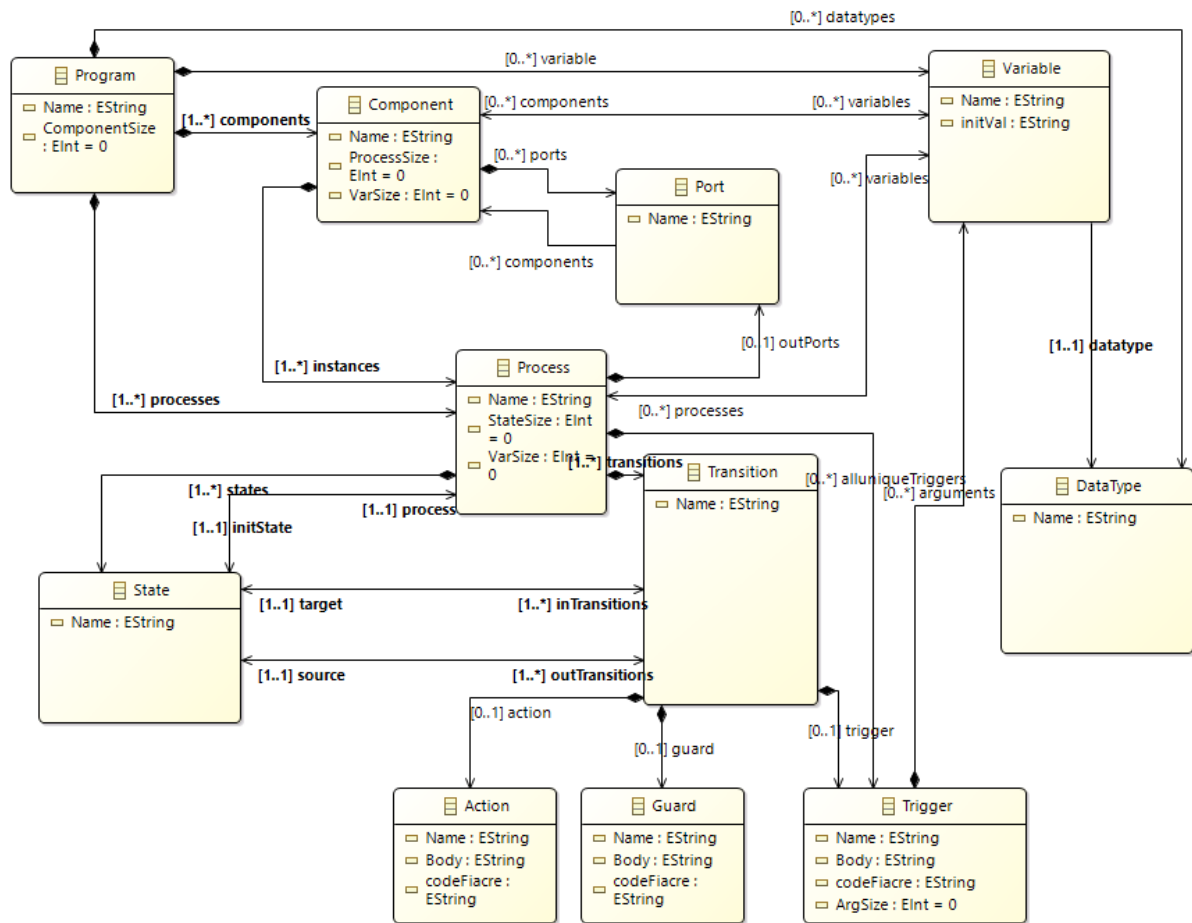 [0..*] datatypes
Program
Name : EString
ComponentSize
: EInt = 0
[0..*] variable
Variable
Name : EString
initVal : EString
[1..*] components
Component
Name : EString
ProcessSize :
EInt = 0
VarSize : EInt = 0
[0..*] components
[0..*] variables
[0..*] ports
Port
Name : EString
[0..*] variables
[0..*] components
[0..1] outPorts
[1..1] datatype
[1..*] instances
[1..*] processes
Process
Name : EString
StateSize : EInt
= 0
VarSize : EInt =
0
[0..*] processes
[1..*] transitions
Transition
Name : EString
[0..*] alluniqueTriggers
[0..*] arguments
DataType
Name : EString
[1..*] states
[1..1] process
[1..1] initState
State
Name : EString
[1..1] target
[1..*] inTransitions
[1..1] source
[1..*] outTransitions
[0..1] action
[0..1] guard
[0..1] trigger
Action
Name : EString
Body : EString
codeFiacre :
EString
Guard
Name : EString
Body : EString
codeFiacre :
EString
Trigger
Name : EString
Body : EString
codeFiacre : EString
ArgSize : EInt = 0